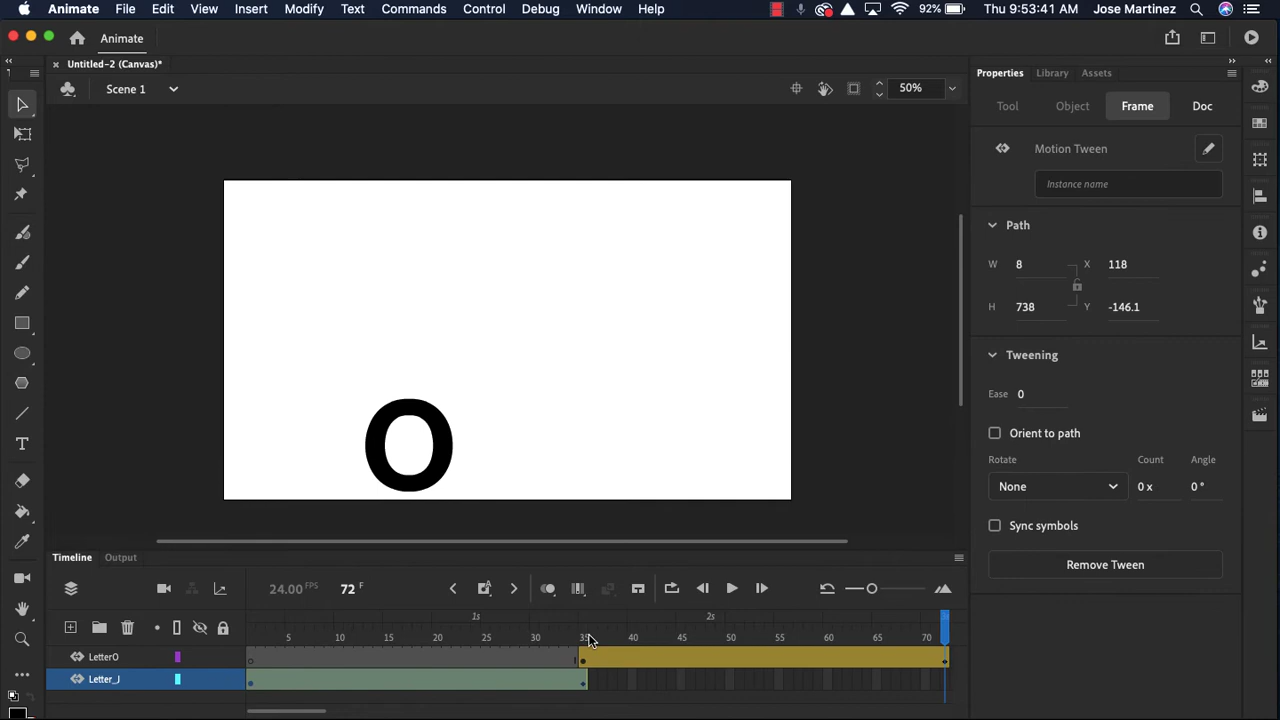 Animate File Edit View Insert Modify Text Commands Control Debug Window Help 92% Thu 9:53:41 AM Jose Martinez
Animate
Untitled-2 (Canvas)*
Scene 1 50%
Properties Library Assets
Tool Object Frame Doc
Motion Tween
Instance name
Path
W 8 X 118
H 738 Y -146.1
Tweening
Ease 0
Orient to path
Rotate Count Angle
None 0 x 0 °
Sync symbols
Remove Tween
O
Timeline Output
24.00 FPS 72 F
1s 2s 3s
5 10 15 20 25 30 35 40 45 50 55 60 65 70
LetterO
Letter_J